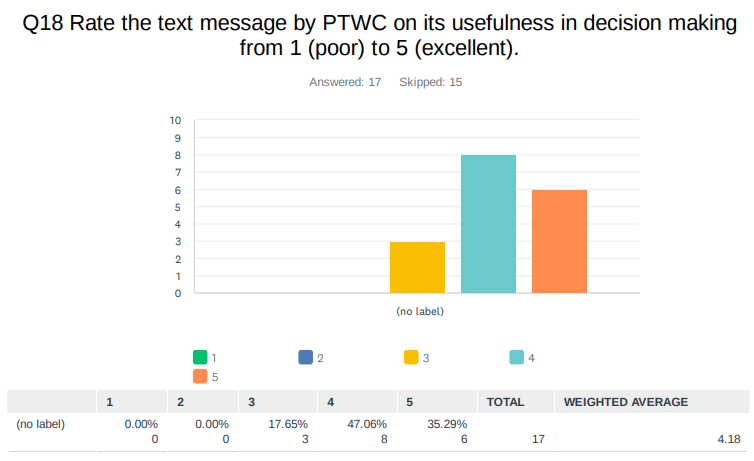 Q18 Rate the text message by PTWC on its usefulness in decision making
from 1 (poor) to 5 (excellent).
Answered: 17 Skipped: 15
10
9
8
7
6
5
4
3
2
1
0
(no label)
1 2 3 4
5
1 2 3 4 5 TOTAL WEIGHTED AVERAGE
(no label) 0.00% 0.00% 17.65% 47.06% 35.29%
0 0 3 8 6 17 4.18